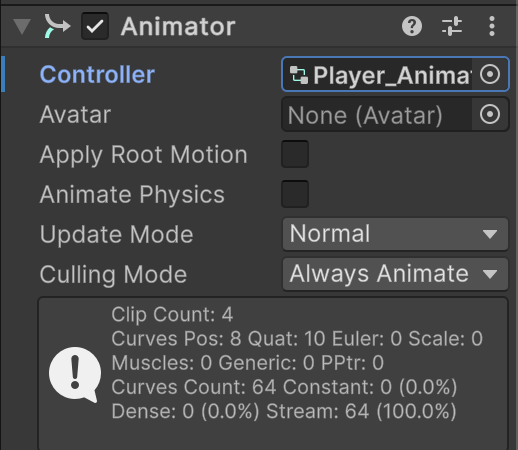 Animator
Controller Player_Animat
Avatar None (Avatar)
Apply Root Motion
Animate Physics
Update Mode Normal
Culling Mode Always Animate
Clip Count: 4
Curves Pos: 8 Quat: 10 Euler: 0 Scale: 0
Muscles: 0 Generic: 0 PPtr: 0
Curves Count: 64 Constant: 0 (0.0%)
Dense: 0 (0.0%) Stream: 64 (100.0%)